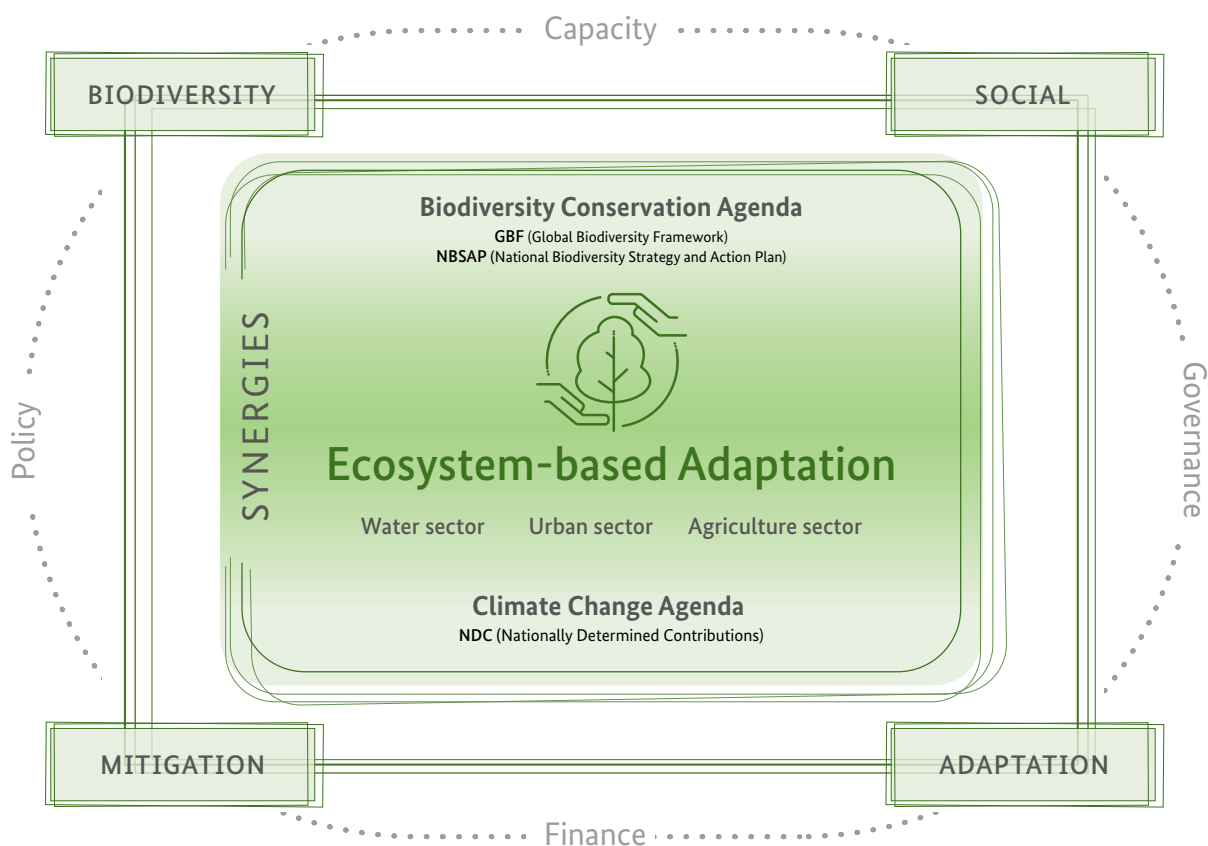 Capacity
BIODIVERSITY
SOCIAL
Biodiversity Conservation Agenda
GBF (Global Biodiversity Framework)
NBSAP (National Biodiversity Strategy and Action Plan)
SYNERGIES
Policy
Governance
Ecosystem-based Adaptation
Water sector Urban sector Agriculture sector
Climate Change Agenda
NDC (Nationally Determined Contributions)
MITIGATION
ADAPTATION
Finance